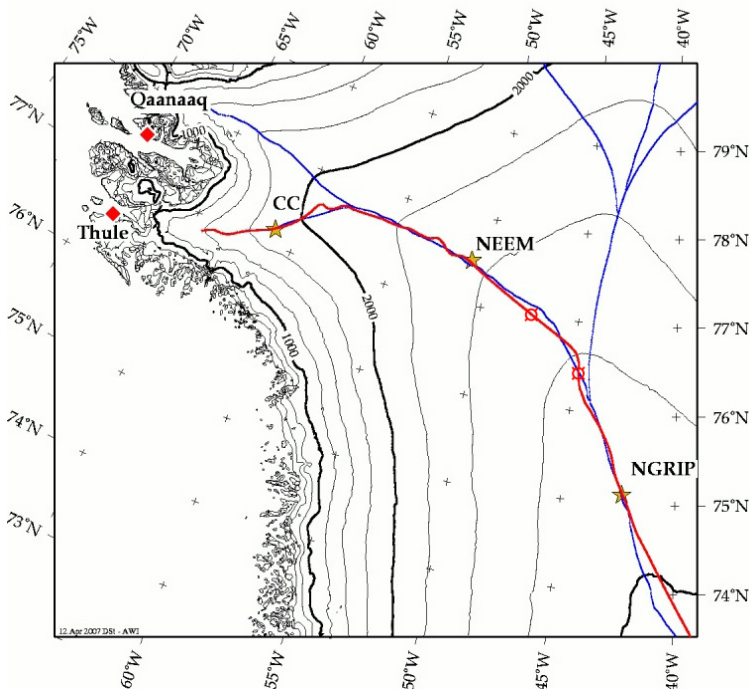 75°W 70°W 65°W 60°W 55°W 50°W 45°W 40°W
77°N
Qaanaaq
1000
2000
79°N
76°N
CC
Thule
NEEM
78°N
2000
75°N
1000
77°N
74°N
76°N
NGRIP
75°N
73°N
74°N
12 Apr 2007 DSt - AWI
60°W 55°W 50°W 45°W 40°W